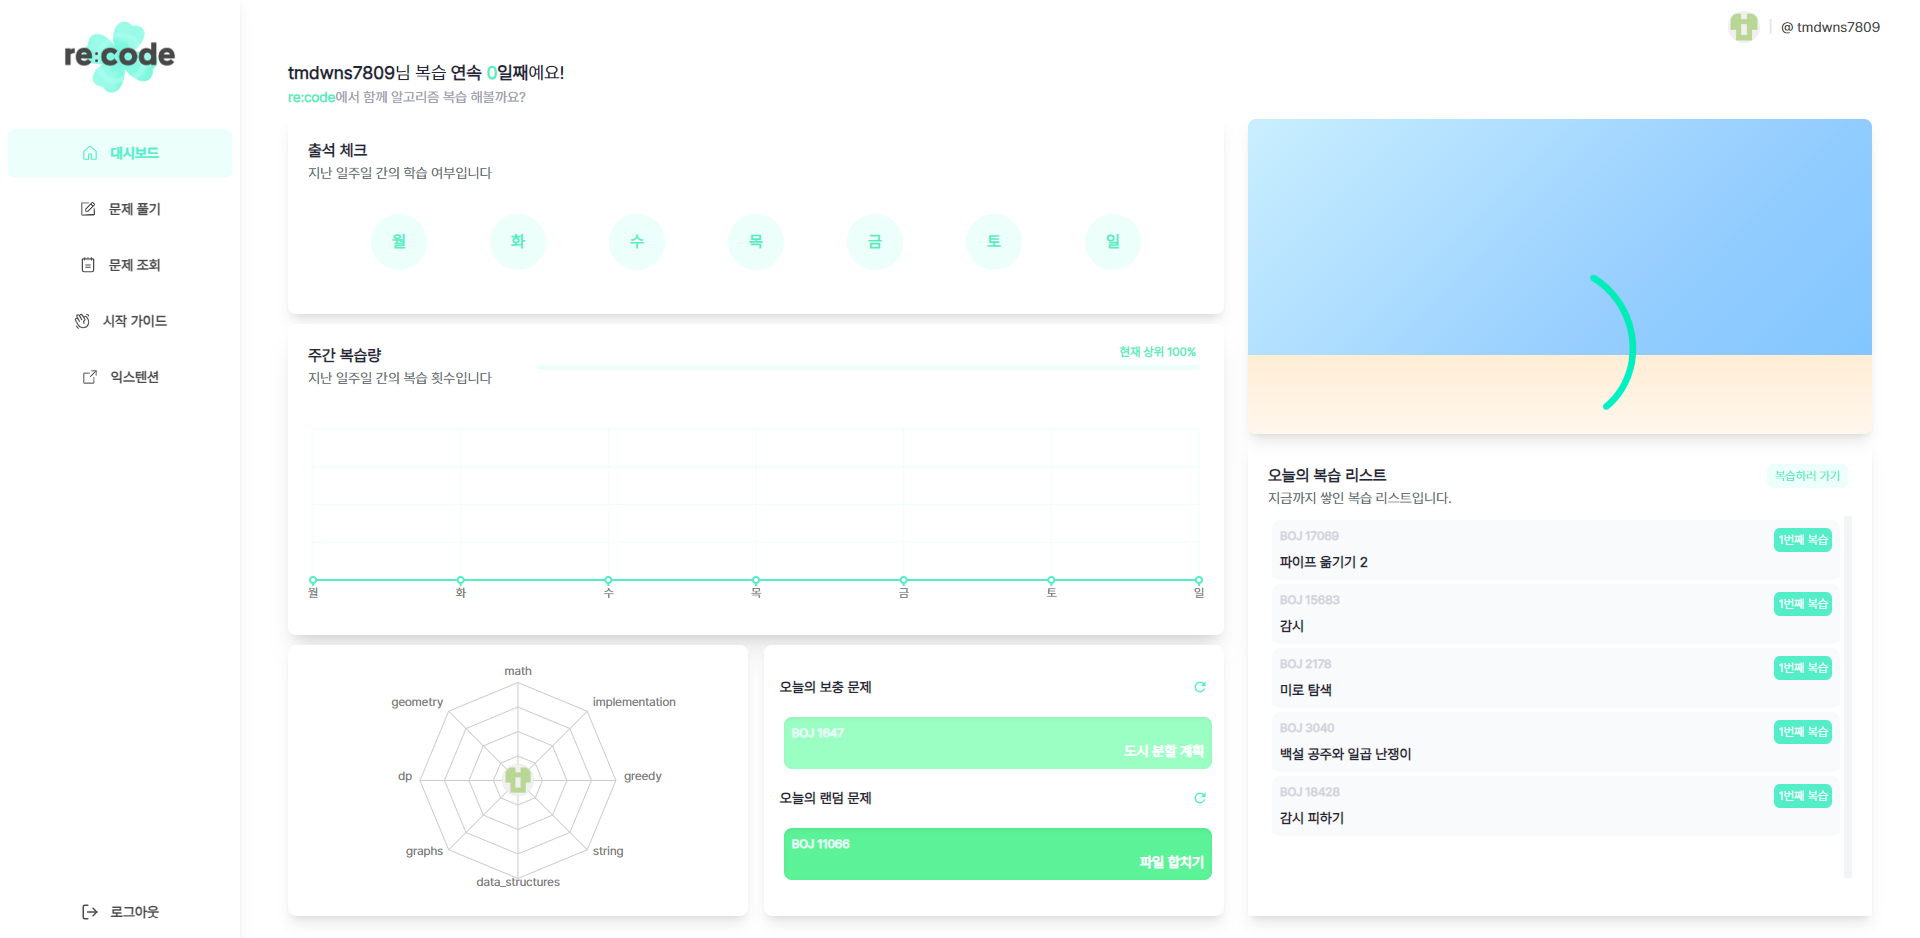 re:code
@ tmdwns7809
대시보드
문제 풀기
문제 조회
시작 가이드
익스텐션
로그아웃
tmdwns7809님 복습 연속 0일째예요!
re:code에서 함께 알고리즘 복습 해볼까요?
출석 체크
지난 일주일 간의 학습 여부입니다
월 화 수 목 금 토 일
주간 복습량
현재 상위 100%
지난 일주일 간의 복습 횟수입니다
월 화 수 목 금 토 일
math
geometry
implementation
dp
greedy
graphs
string
data_structures
오늘의 보충 문제
BOJ 1647
도시 분할 계획
오늘의 랜덤 문제
BOJ 11066
파일 합치기
오늘의 복습 리스트
복습하러 가기
지금까지 쌓인 복습 리스트입니다.
BOJ 17069
1번째 복습
파이프 옮기기 2
BOJ 15683
1번째 복습
감시
BOJ 2178
1번째 복습
미로 탐색
BOJ 3040
1번째 복습
백설 공주와 일곱 난쟁이
BOJ 18428
1번째 복습
감시 피하기